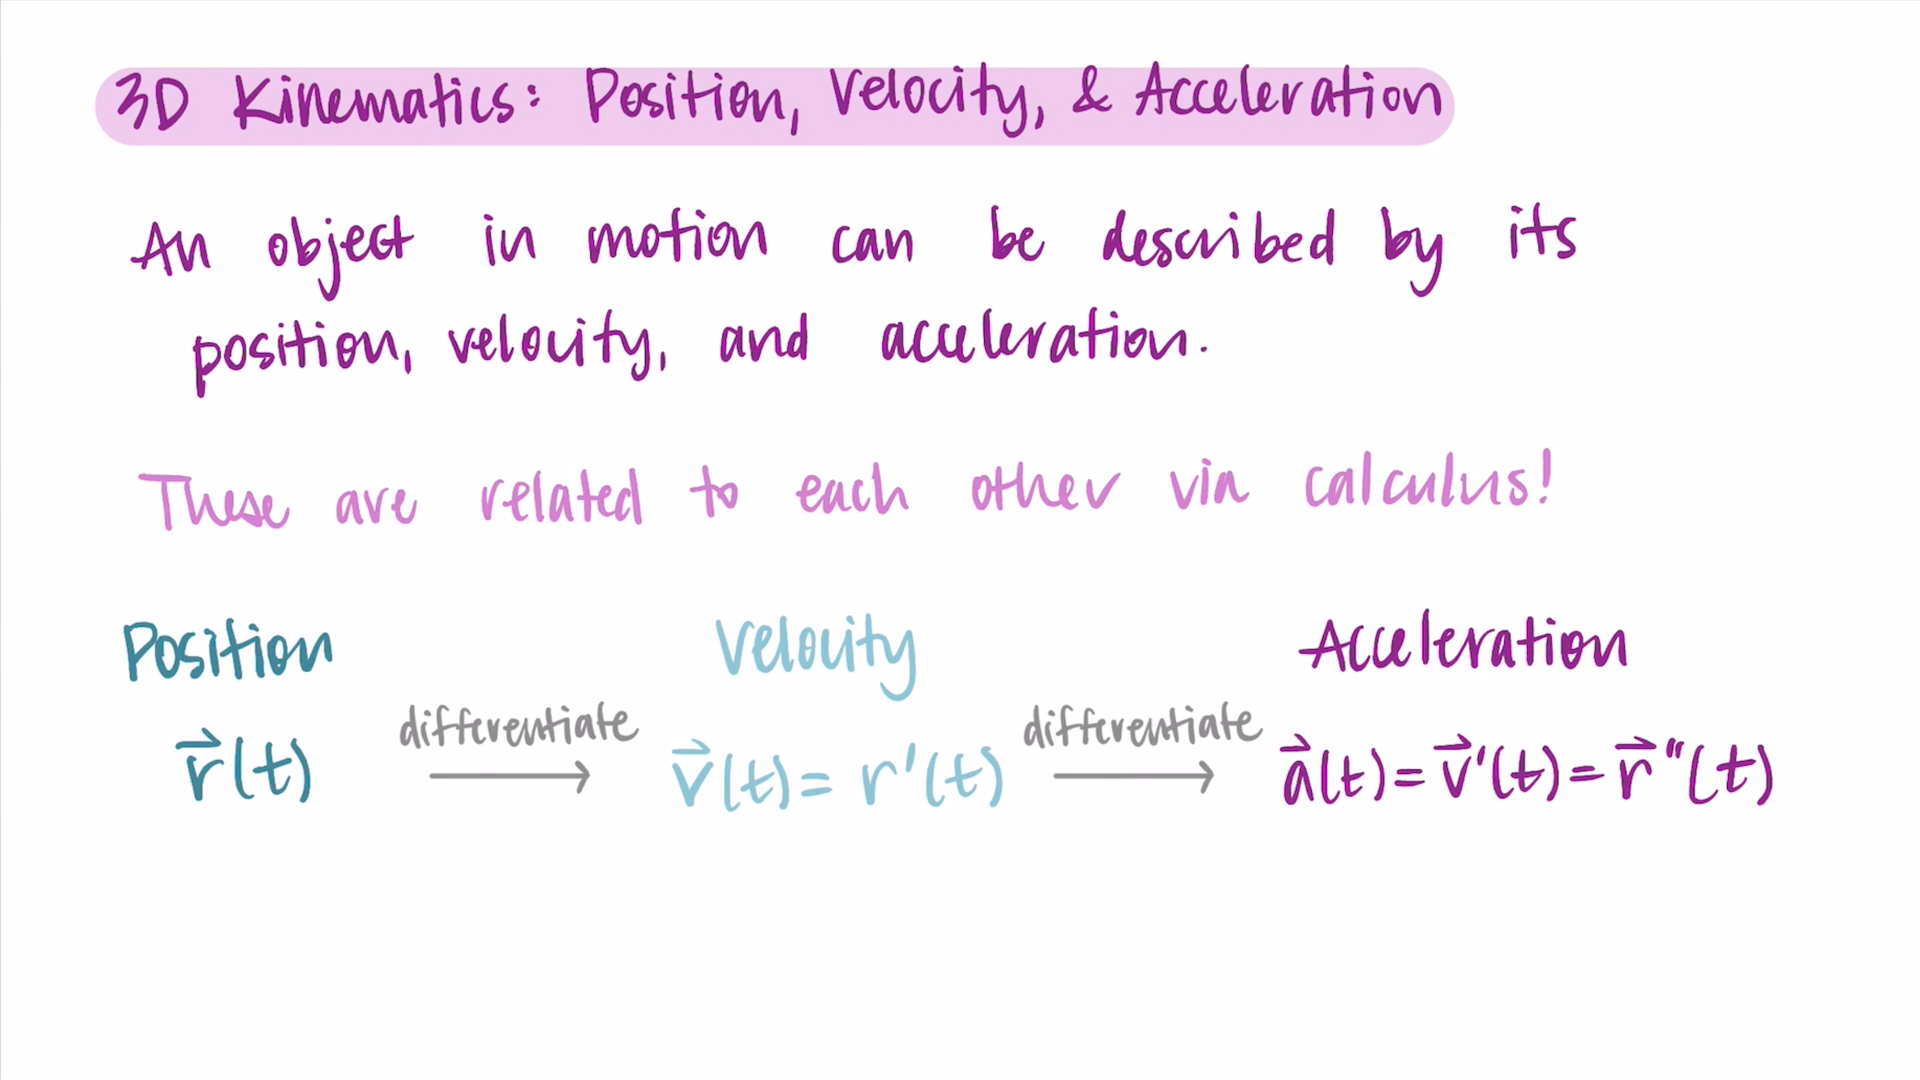 3D Kinematics: Position, Velocity, & Acceleration
An object in motion can be described by its
position, velocity, and acceleration.
These are related to each other via calculus!
Position Velocity Acceleration
differentiate differentiate
r⃗(t) → v⃗(t) = r'(t) → a⃗(t) = v⃗'(t) = r⃗"(t)